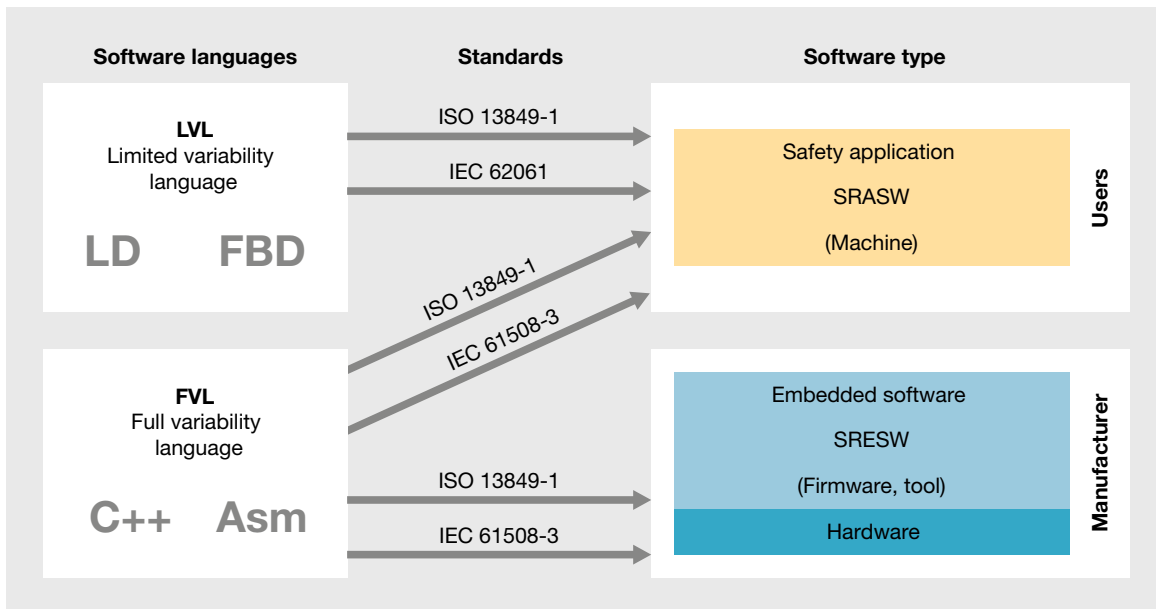 Software languages
Standards
Software type
LVL
Limited variability
language
LD
FBD
ISO 13849-1
IEC 62061
Safety application
SRASW
(Machine)
Users
ISO 13849-1
IEC 61508-3
FVL
Full variability
language
C++
Asm
ISO 13849-1
IEC 61508-3
Embedded software
SRESW
(Firmware, tool)
Hardware
Manufacturer